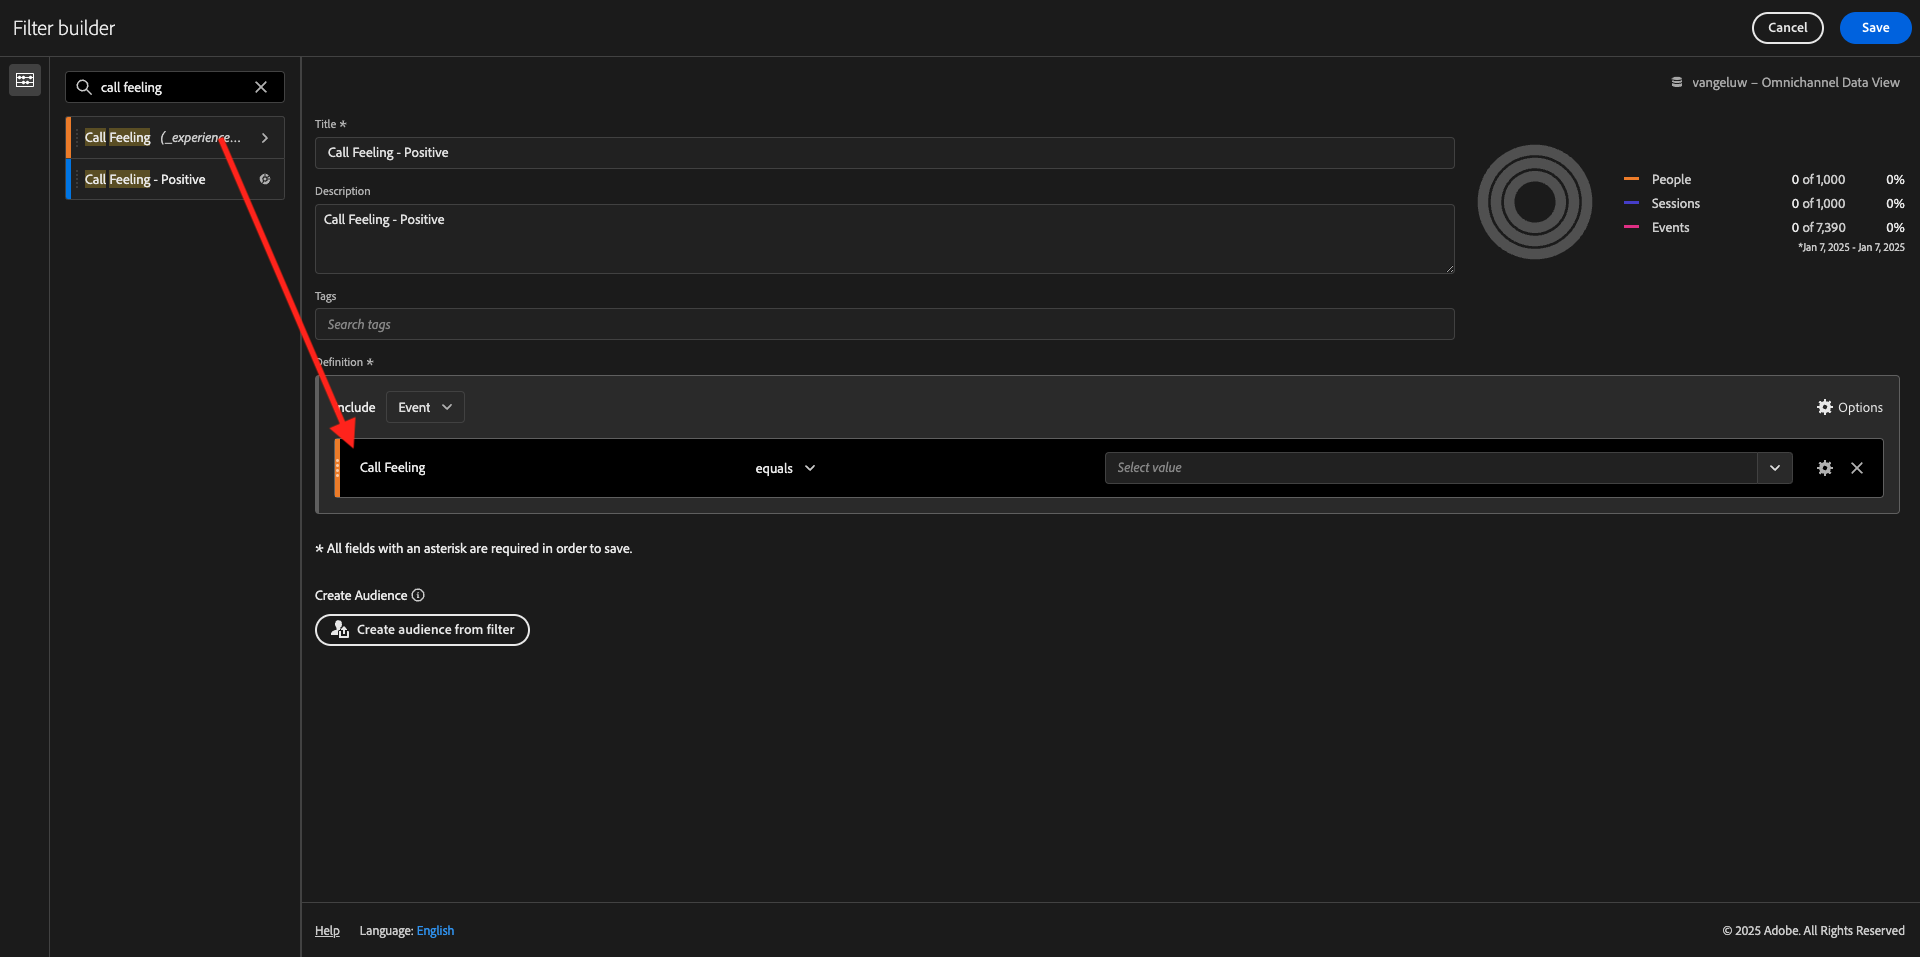 Filter builder
Cancel
Save
call feeling
vangeluw – Omnichannel Data View
Call Feeling (_experience...
Call Feeling - Positive
Title *
Call Feeling - Positive
Description
Call Feeling - Positive
People 0 of 1,000 0%
Sessions 0 of 1,000 0%
Events 0 of 7,390 0%
*Jan 7, 2025 - Jan 7, 2025
Tags
Search tags
Definition *
Include
Event
Options
Call Feeling
equals
Select value
* All fields with an asterisk are required in order to save.
Create Audience
Create audience from filter
Help
Language: English
© 2025 Adobe. All Rights Reserved